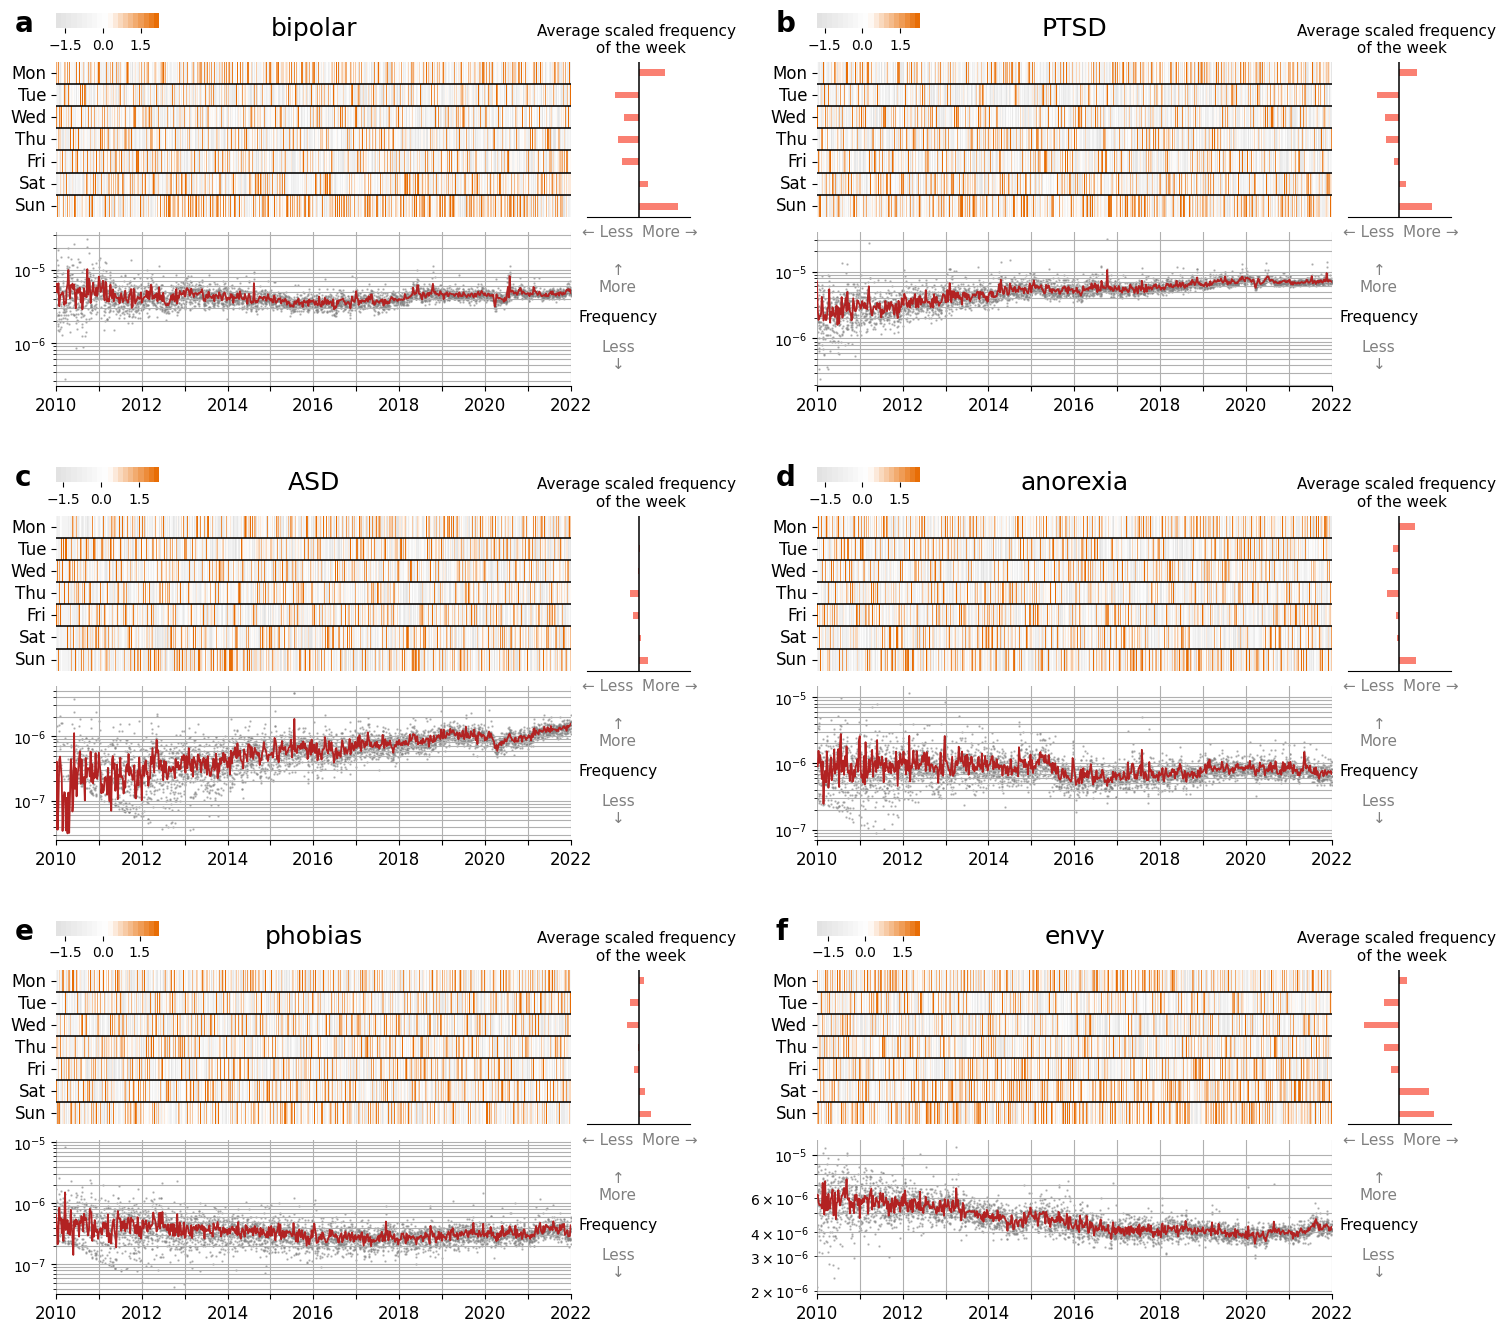 a
bipolar
−1.5 0.0 1.5
Average scaled frequency
of the week
Mon
Tue
Wed
Thu
Fri
Sat
Sun
← Less More →
10⁻⁵
10⁻⁶
↑
More
Frequency
Less
↓
2010 2012 2014 2016 2018 2020 2022
b
PTSD
−1.5 0.0 1.5
Average scaled frequency
of the week
Mon
Tue
Wed
Thu
Fri
Sat
Sun
← Less More →
10⁻⁵
10⁻⁶
↑
More
Frequency
Less
↓
2010 2012 2014 2016 2018 2020 2022
c
ASD
−1.5 0.0 1.5
Average scaled frequency
of the week
Mon
Tue
Wed
Thu
Fri
Sat
Sun
← Less More →
10⁻⁶
10⁻⁷
↑
More
Frequency
Less
↓
2010 2012 2014 2016 2018 2020 2022
d
anorexia
−1.5 0.0 1.5
Average scaled frequency
of the week
Mon
Tue
Wed
Thu
Fri
Sat
Sun
← Less More →
10⁻⁵
10⁻⁶
10⁻⁷
↑
More
Frequency
Less
↓
2010 2012 2014 2016 2018 2020 2022
e
phobias
−1.5 0.0 1.5
Average scaled frequency
of the week
Mon
Tue
Wed
Thu
Fri
Sat
Sun
← Less More →
10⁻⁵
10⁻⁶
10⁻⁷
↑
More
Frequency
Less
↓
2010 2012 2014 2016 2018 2020 2022
f
envy
−1.5 0.0 1.5
Average scaled frequency
of the week
Mon
Tue
Wed
Thu
Fri
Sat
Sun
← Less More →
10⁻⁵
6 × 10⁻⁶
4 × 10⁻⁶
3 × 10⁻⁶
2 × 10⁻⁶
↑
More
Frequency
Less
↓
2010 2012 2014 2016 2018 2020 2022